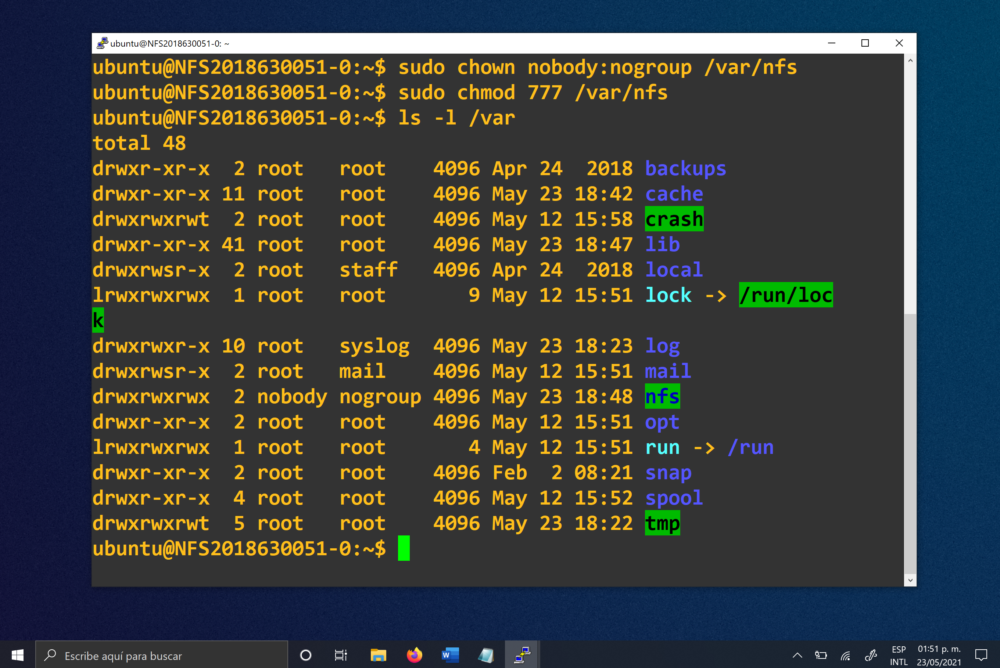 ubuntu@NFS2018630051-0: ~
ubuntu@NFS2018630051-0:~$ sudo chown nobody:nogroup /var/nfs
ubuntu@NFS2018630051-0:~$ sudo chmod 777 /var/nfs
ubuntu@NFS2018630051-0:~$ ls -l /var
total 48
drwxr-xr-x  2 root   root    4096 Apr 24  2018 backups
drwxr-xr-x 11 root   root    4096 May 23 18:42 cache
drwxrwxrwt  2 root   root    4096 May 12 15:58 crash
drwxr-xr-x 41 root   root    4096 May 23 18:47 lib
drwxrwsr-x  2 root   staff   4096 Apr 24  2018 local
lrwxrwxrwx  1 root   root       9 May 12 15:51 lock -> /run/loc
k
drwxrwxr-x 10 root   syslog  4096 May 23 18:23 log
drwxrwsr-x  2 root   mail    4096 May 12 15:51 mail
drwxrwxrwx  2 nobody nogroup 4096 May 23 18:48 nfs
drwxr-xr-x  2 root   root    4096 May 12 15:51 opt
lrwxrwxrwx  1 root   root       4 May 12 15:51 run -> /run
drwxr-xr-x  2 root   root    4096 Feb  2 08:21 snap
drwxr-xr-x  4 root   root    4096 May 12 15:52 spool
drwxrwxrwt  5 root   root    4096 May 23 18:22 tmp
ubuntu@NFS2018630051-0:~$
Escribe aquí para buscar
W
ESP
INTL
01:51 p. m.
23/05/2021